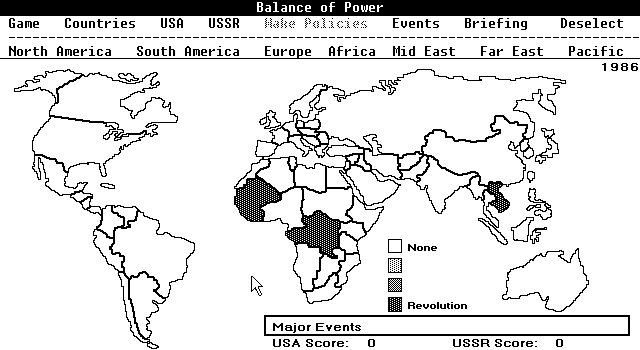 Balance of Power
Game Countries USA USSR Make Policies Events Briefing Deselect
North America South America Europe Africa Mid East Far East Pacific
1986
None
Revolution
Major Events
USA Score: 0 USSR Score: 0